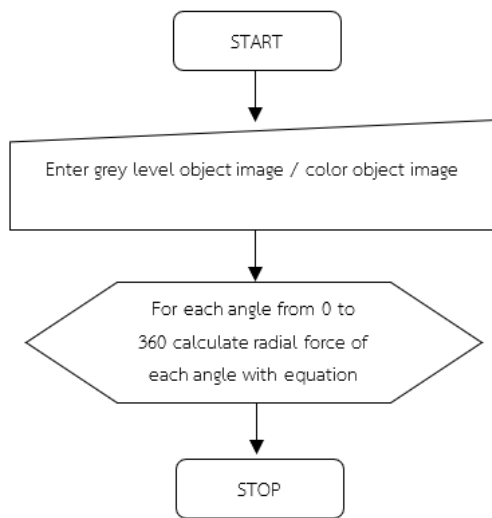 START
Enter grey level object image / color object image
For each angle from 0 to
360 calculate radial force of
each angle with equation
STOP